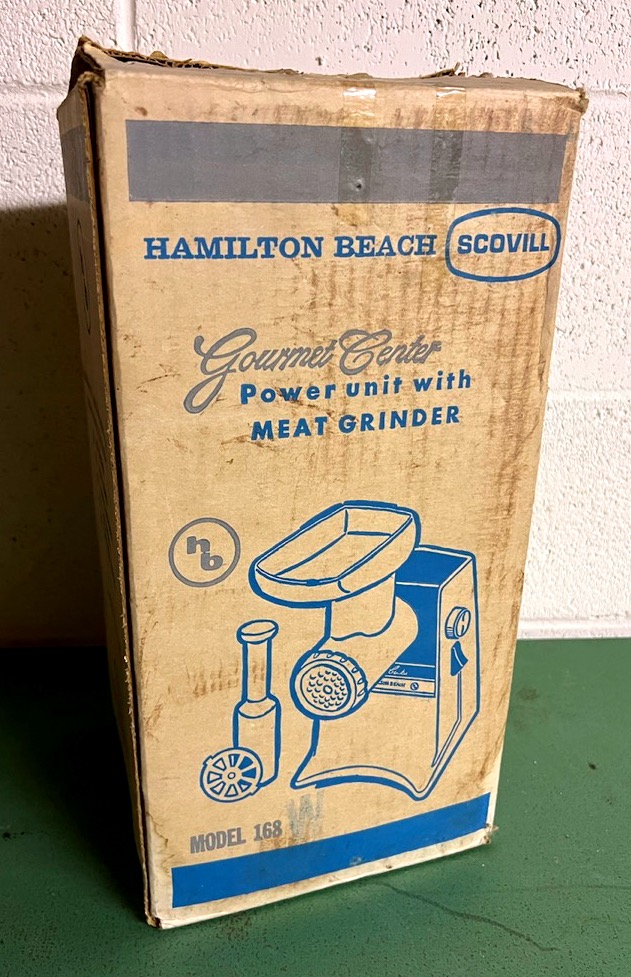 HAMILTON BEACH SCOVILL
Gourmet Center
Power unit with
MEAT GRINDER
hb
MODEL 168